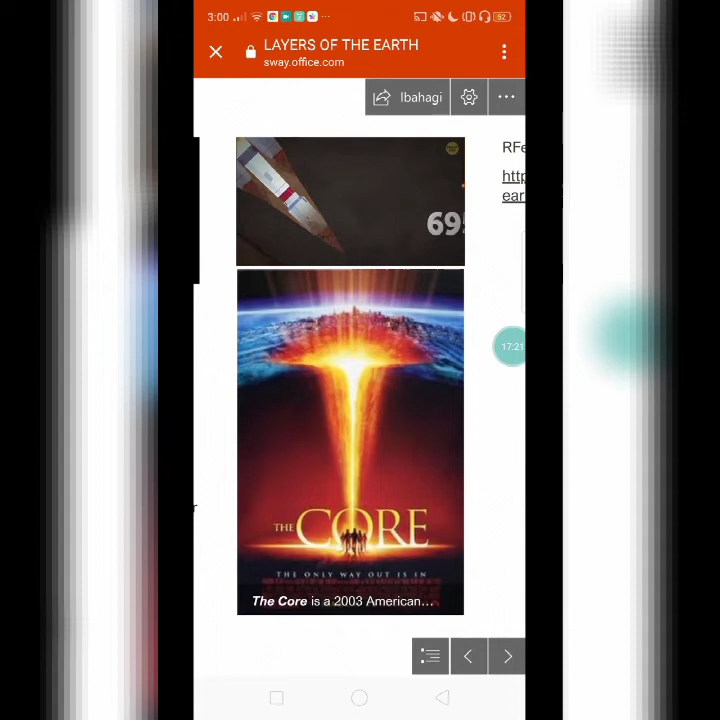 3:00
52
LAYERS OF THE EARTH
sway.office.com
Ibahagi
RFe
http
ear
69
17:21
THE CORE
THE ONLY WAY OUT IS IN
The Core is a 2003 American...